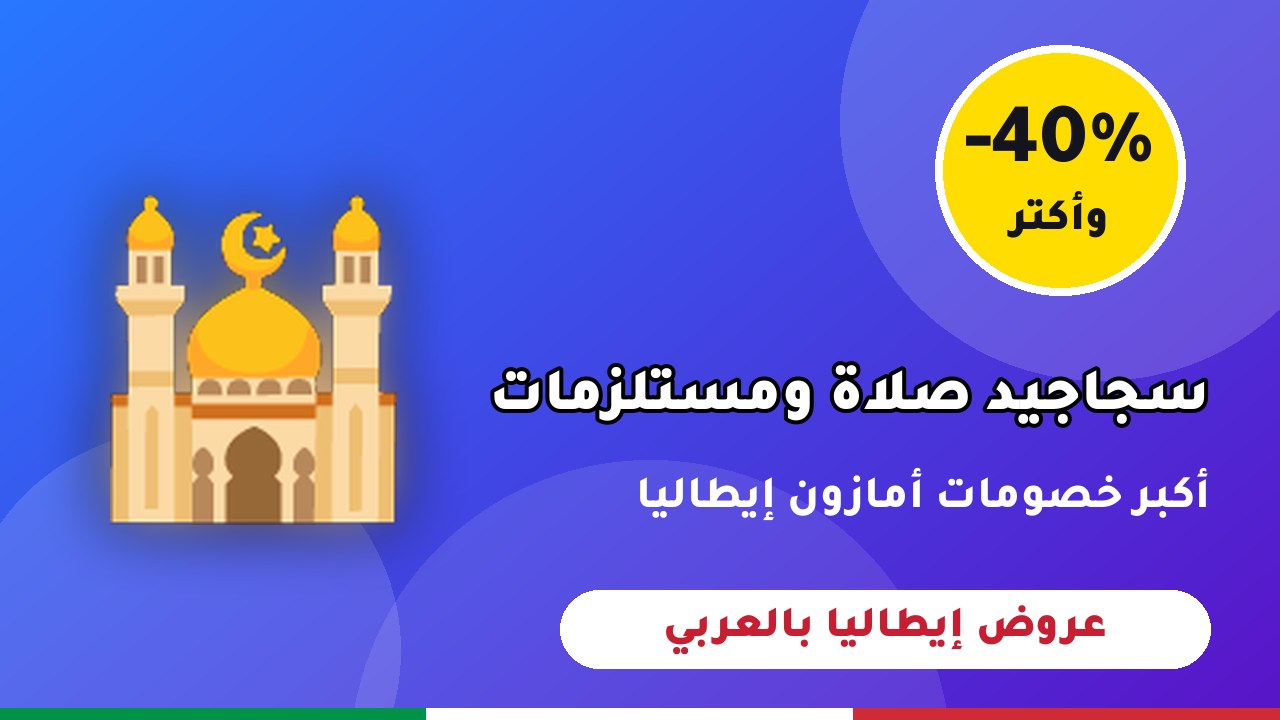 -40%
وأكتر
سجاجيد صلاة ومستلزمات
أكبر خصومات أمازون إيطاليا
عروض إيطاليا بالعربي